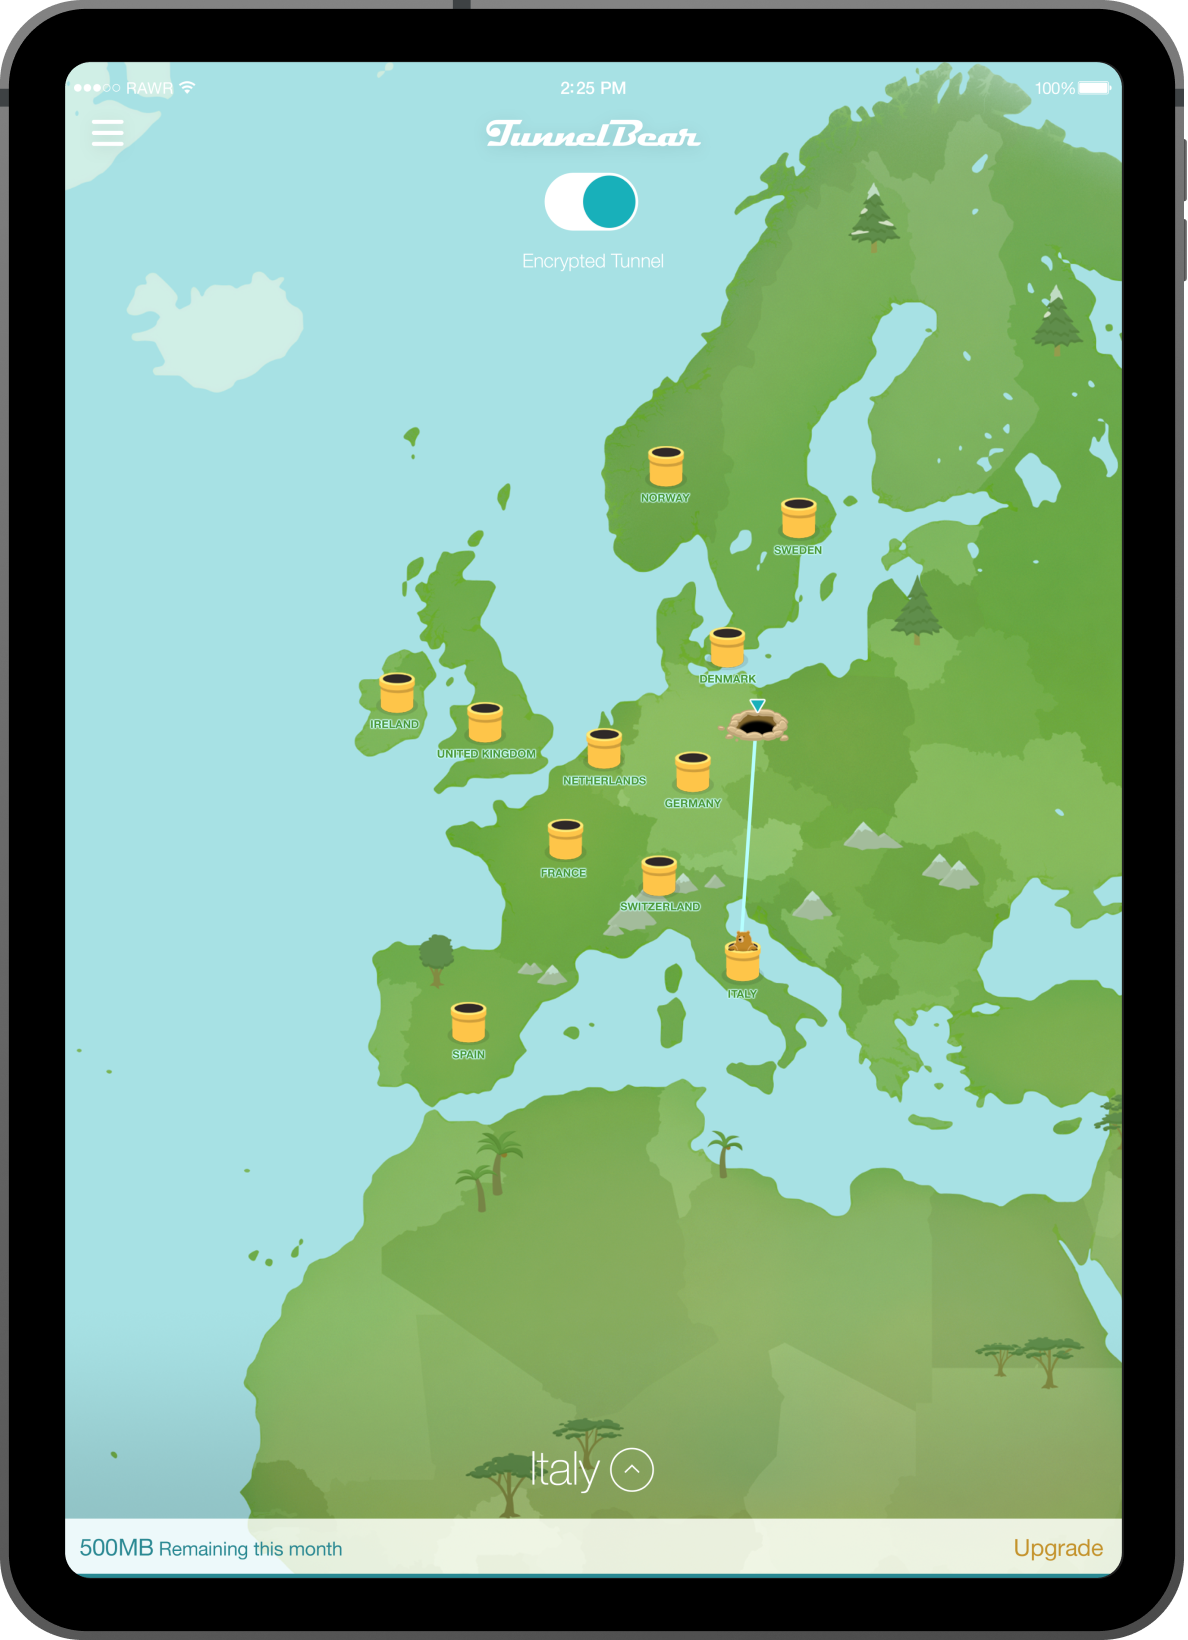 RAWR
2:25 PM
100%
TunnelBear
Encrypted Tunnel
NORWAY
SWEDEN
DENMARK
IRELAND
UNITED KINGDOM
NETHERLANDS
GERMANY
FRANCE
SWITZERLAND
ITALY
SPAIN
Italy
500MB Remaining this month
Upgrade